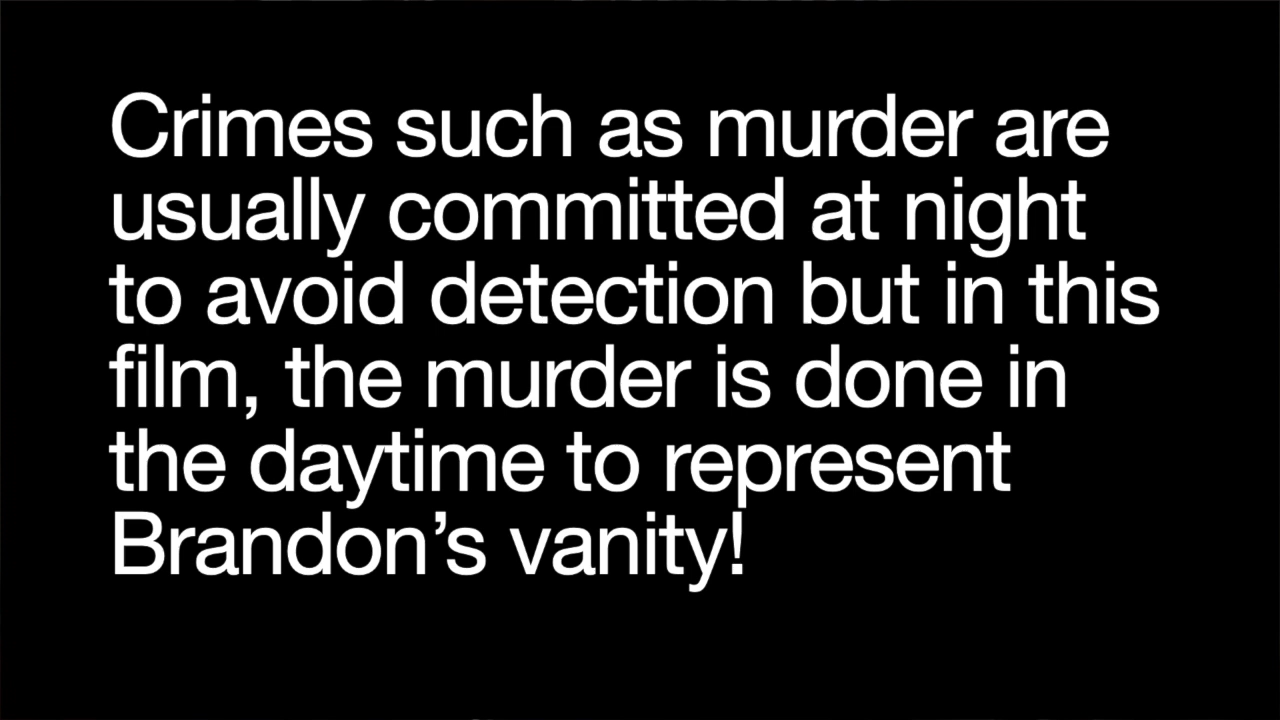 Crimes such as murder are
usually committed at night
to avoid detection but in this
film, the murder is done in
the daytime to represent
Brandon’s vanity!